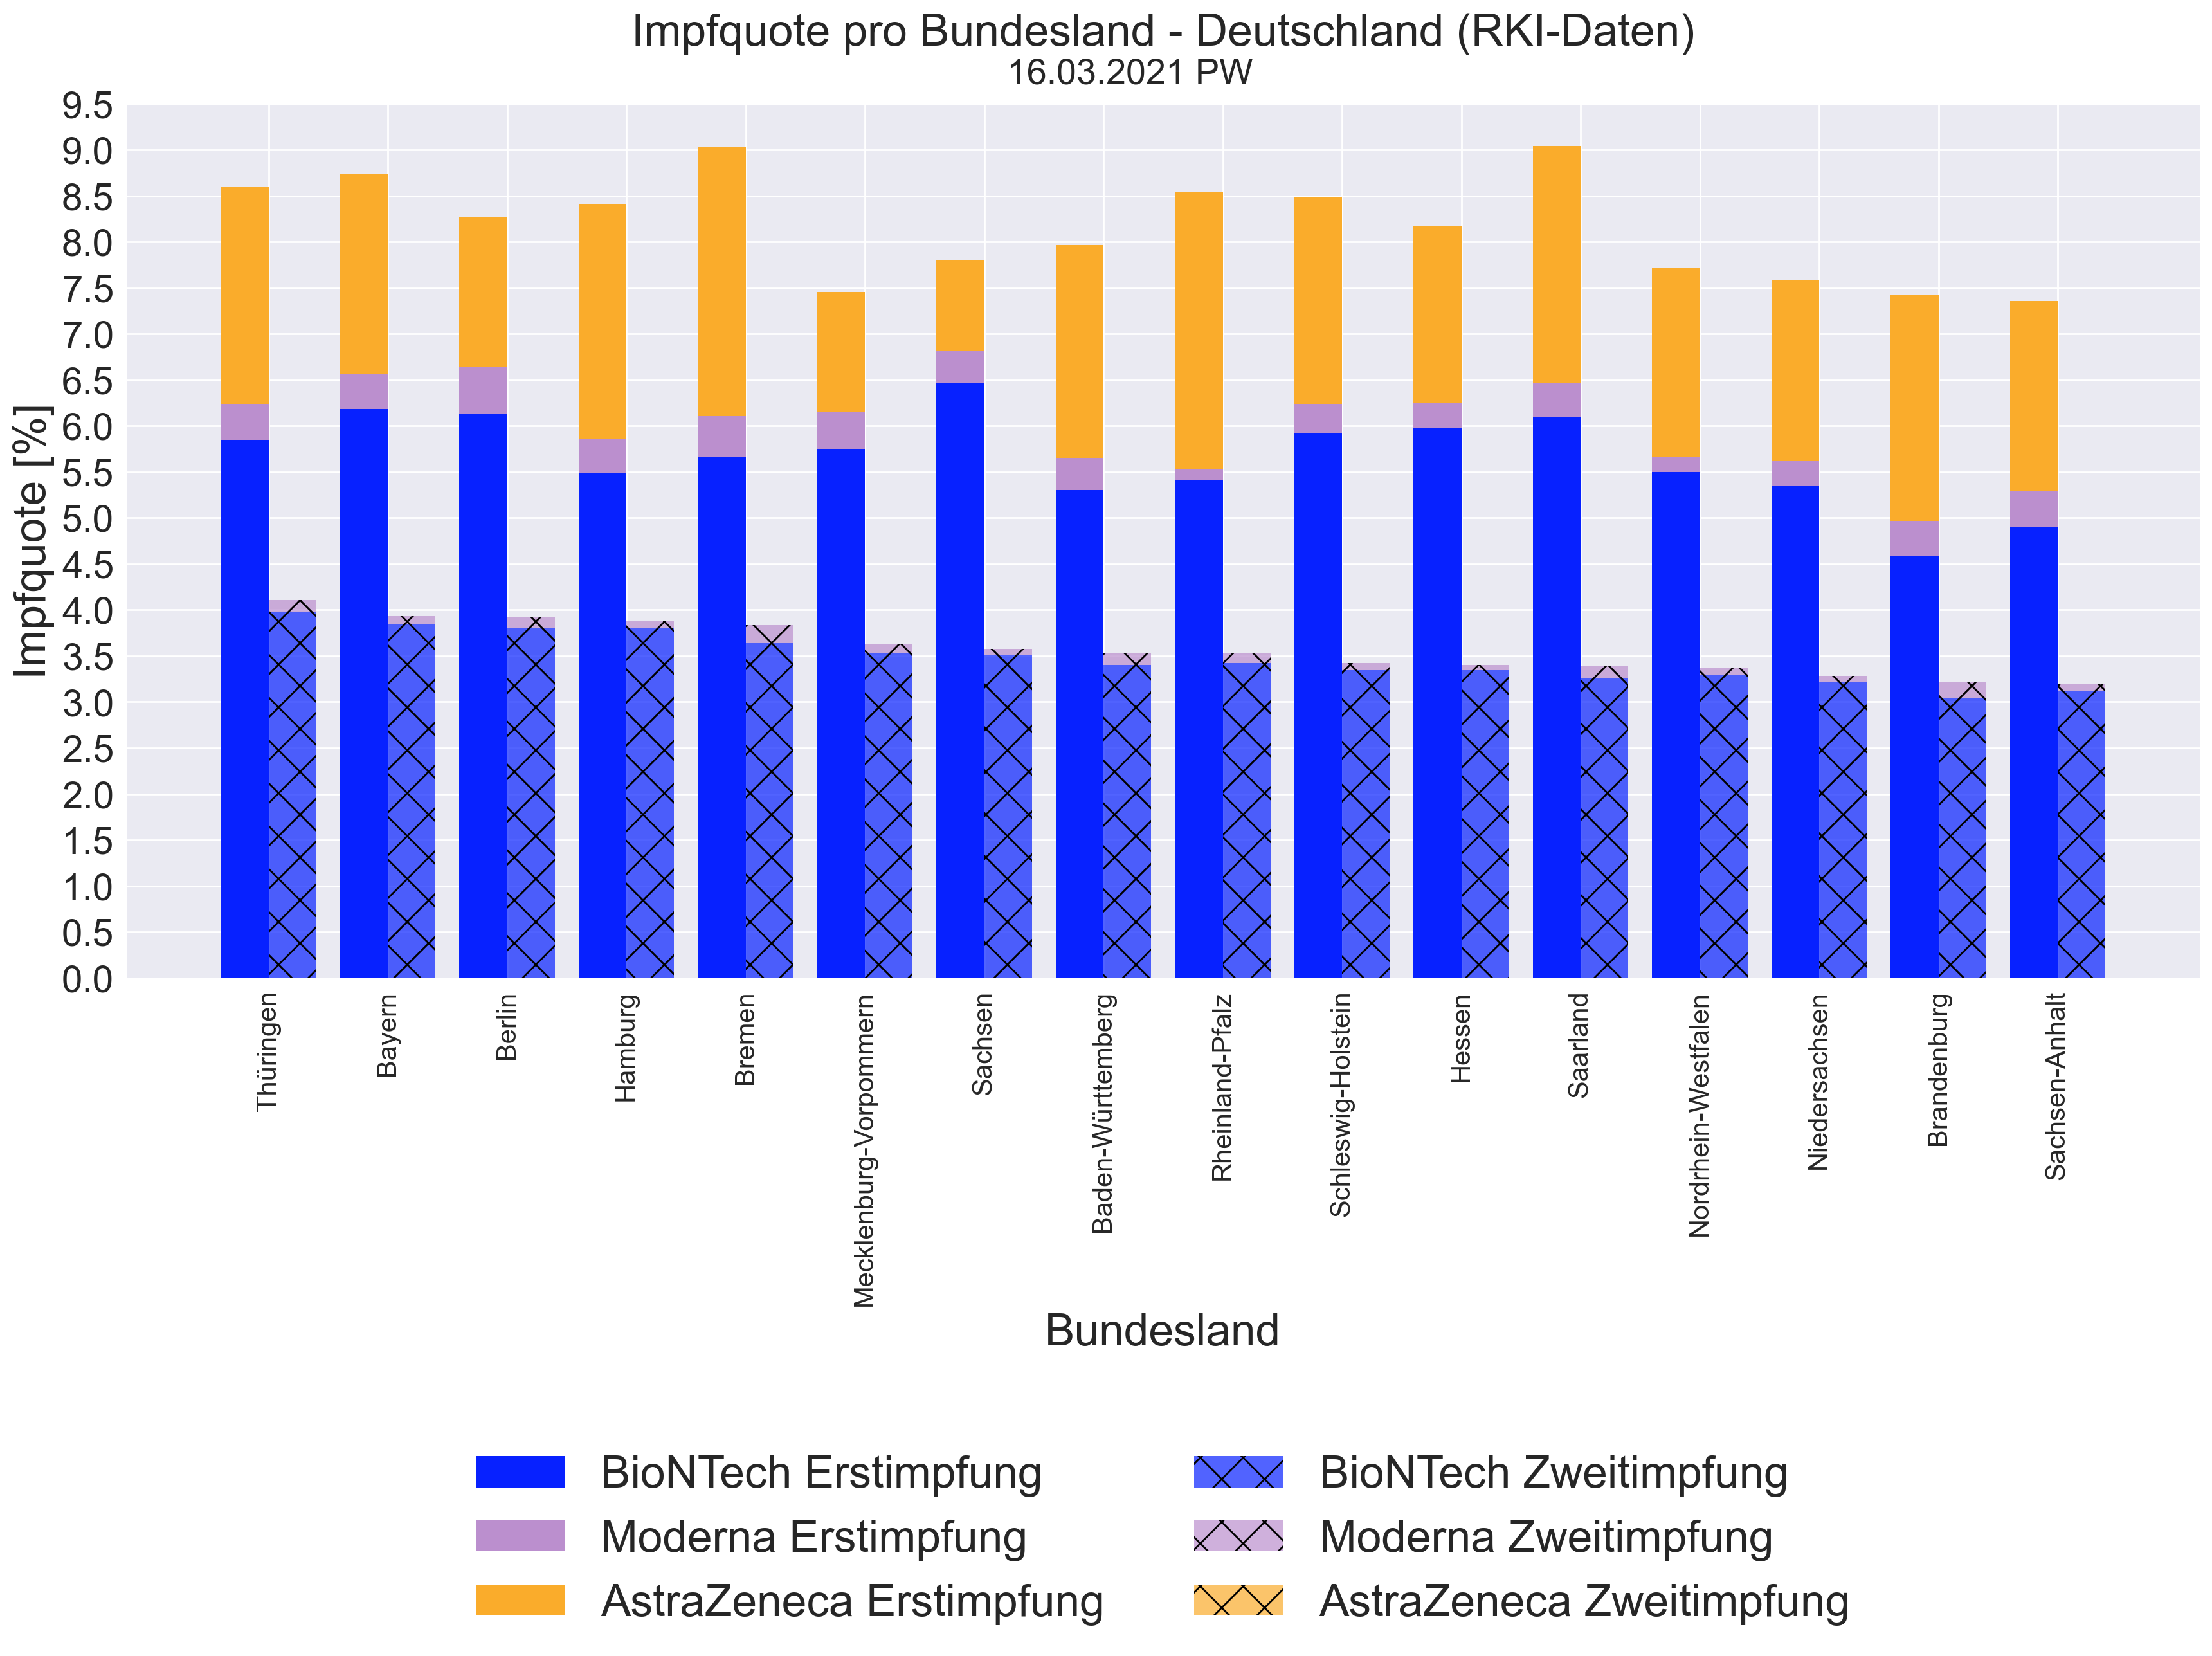 Impfquote pro Bundesland - Deutschland (RKI-Daten)
16.03.2021 PW
Impfquote [%]
9.5
9.0
8.5
8.0
7.5
7.0
6.5
6.0
5.5
5.0
4.5
4.0
3.5
3.0
2.5
2.0
1.5
1.0
0.5
0.0
Thüringen
Bayern
Berlin
Hamburg
Bremen
Mecklenburg-Vorpommern
Sachsen
Baden-Württemberg
Rheinland-Pfalz
Schleswig-Holstein
Hessen
Saarland
Nordrhein-Westfalen
Niedersachsen
Brandenburg
Sachsen-Anhalt
Bundesland
BioNTech Erstimpfung
Moderna Erstimpfung
AstraZeneca Erstimpfung
BioNTech Zweitimpfung
Moderna Zweitimpfung
AstraZeneca Zweitimpfung